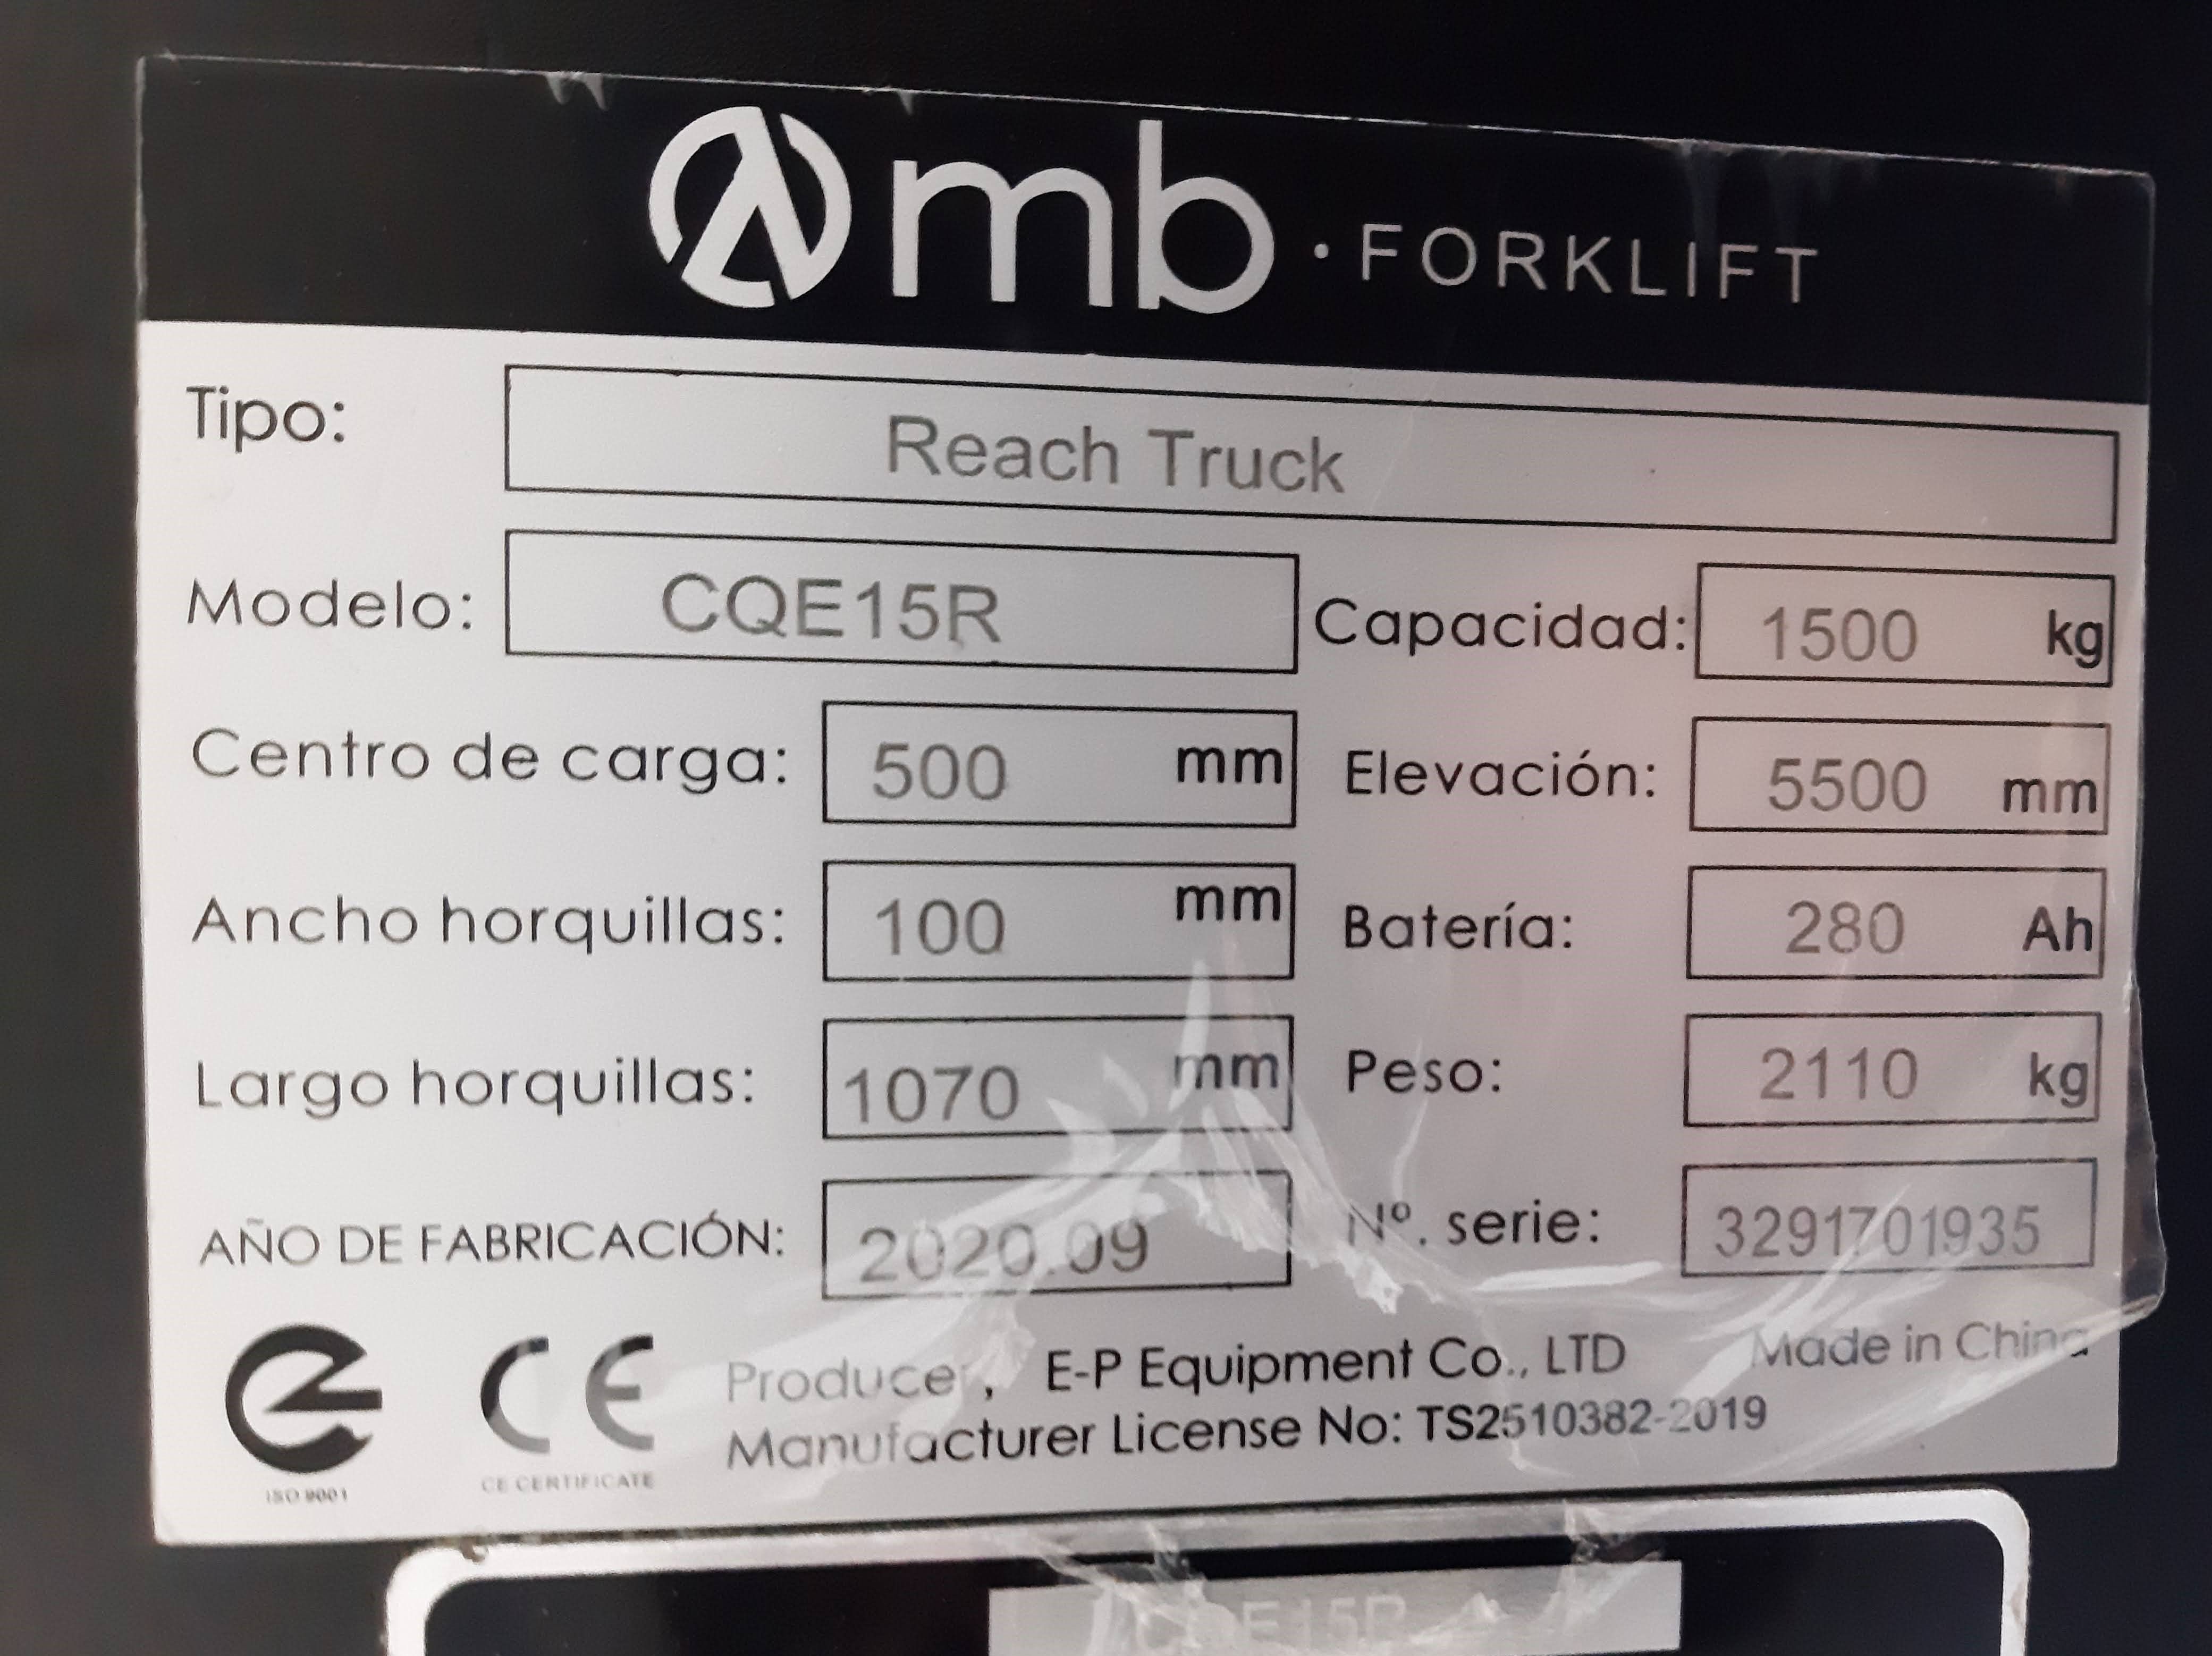 mb · FORKLIFT
Tipo: Reach Truck
Modelo: CQE15R Capacidad: 1500 kg
Centro de carga: 500 mm Elevación: 5500 mm
Ancho horquillas: 100 mm Batería: 280 Ah
Largo horquillas: 1070 mm Peso: 2110 kg
AÑO DE FABRICACIÓN: 2020.09 Nº. serie: 3291701935
Producer, E-P Equipment Co., LTD Made in China
Manufacturer License No: TS2510382-2019
ISO 9001 CE CE CERTIFICATE
CQE15R